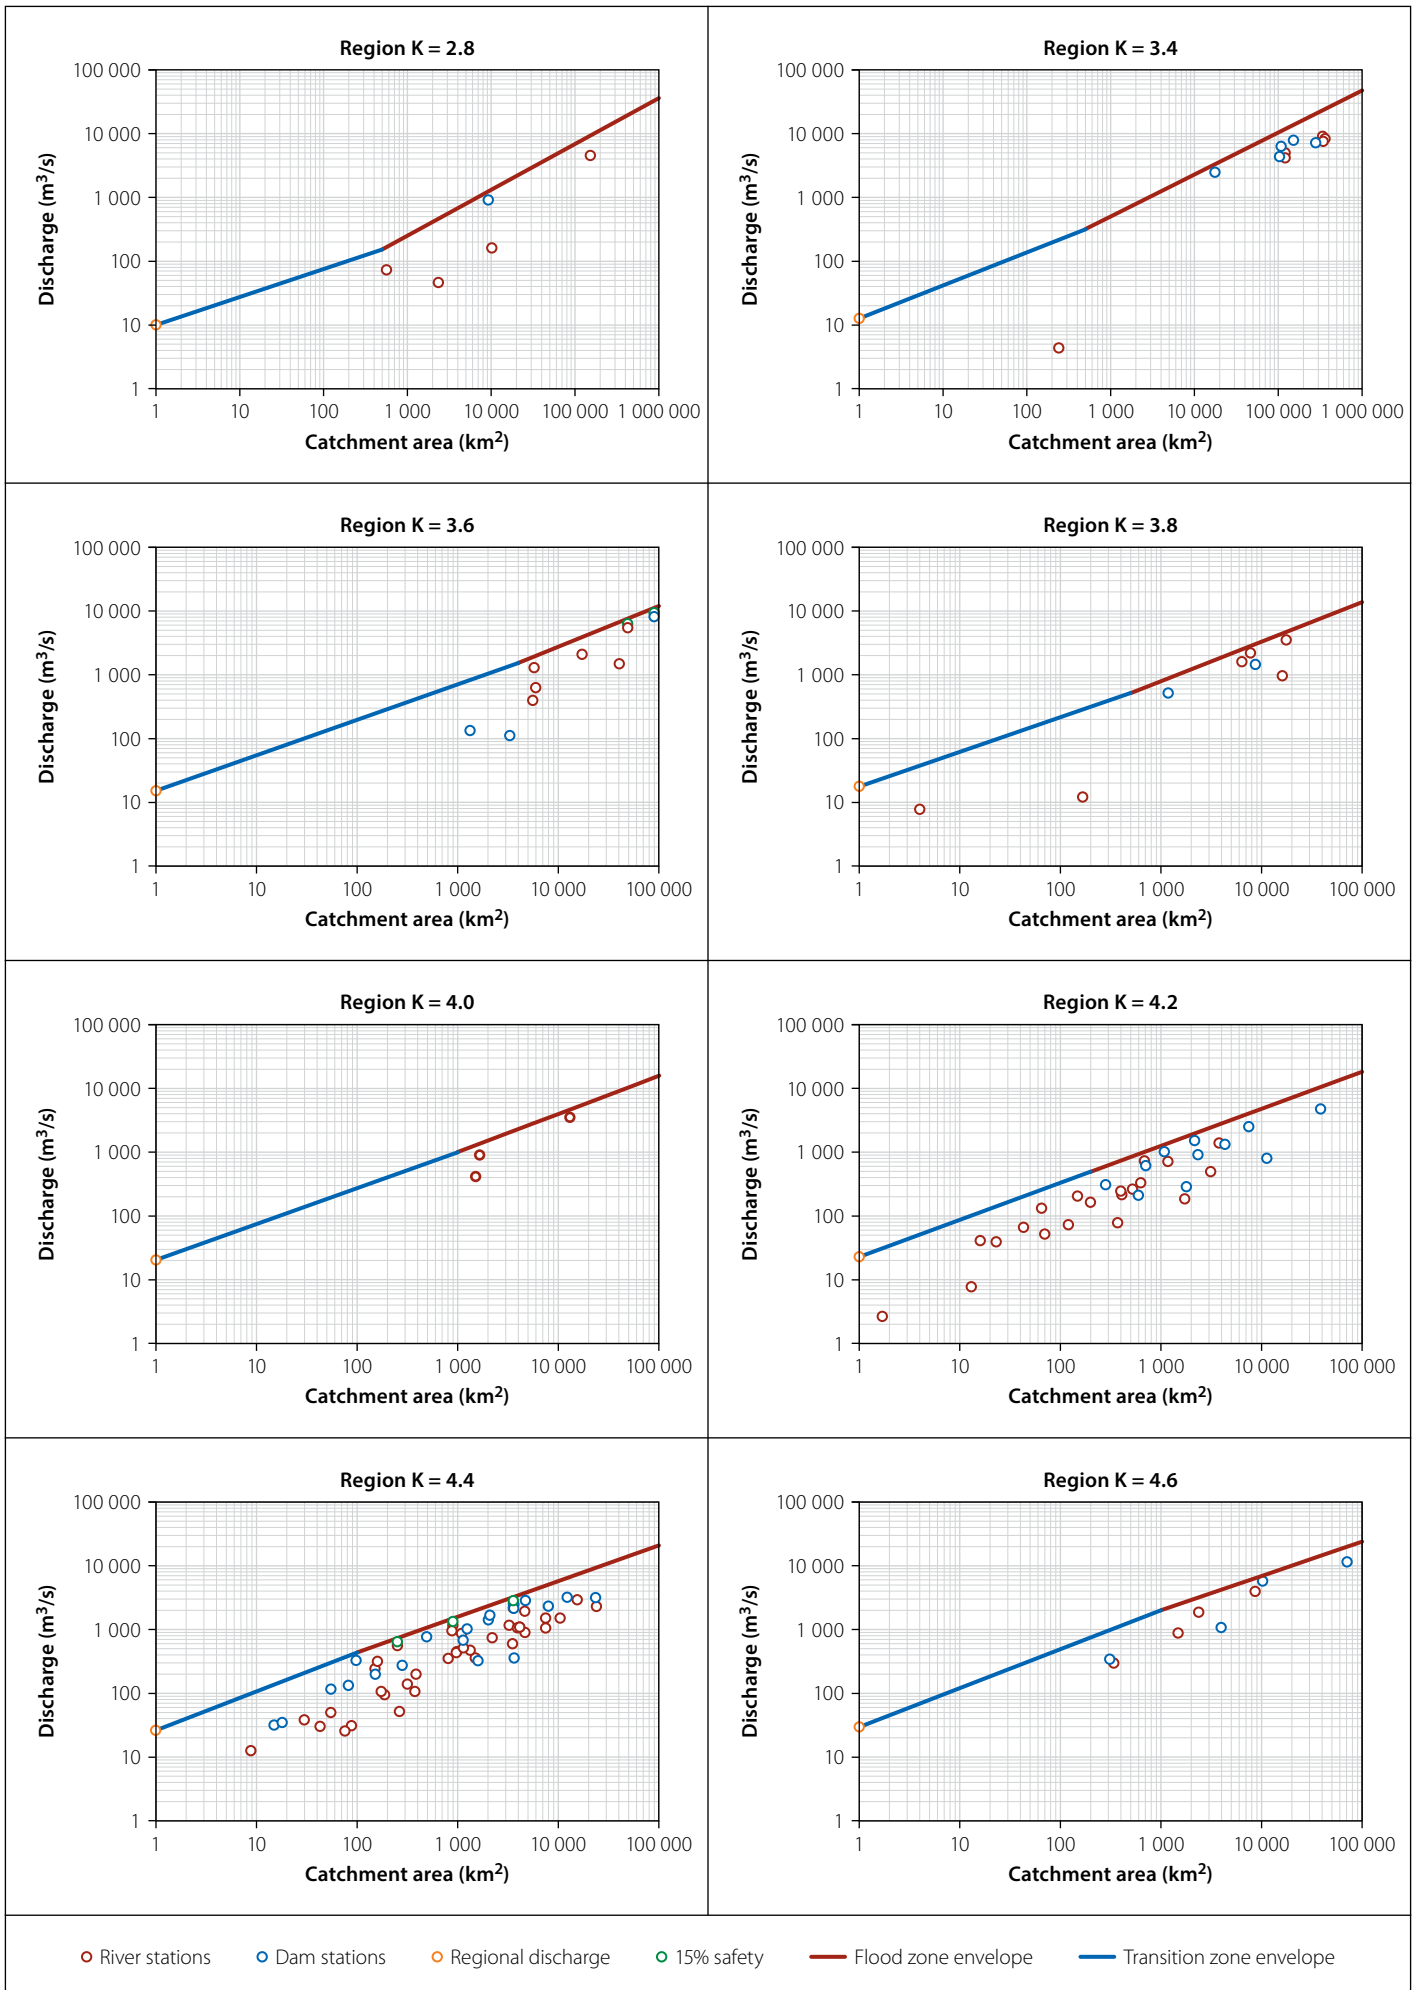 Region K = 2.8
100 000
10 000
1 000
100
10
1
Discharge (m³/s)
1 10 100 1 000 10 000 100 000 1 000 000
Catchment area (km²)
Region K = 3.4
100 000
10 000
1 000
100
10
1
Discharge (m³/s)
1 10 100 1 000 10 000 100 000 1 000 000
Catchment area (km²)
Region K = 3.6
100 000
10 000
1 000
100
10
1
Discharge (m³/s)
1 10 100 1 000 10 000 100 000
Catchment area (km²)
Region K = 3.8
100 000
10 000
1 000
100
10
1
Discharge (m³/s)
1 10 100 1 000 10 000 100 000
Catchment area (km²)
Region K = 4.0
100 000
10 000
1 000
100
10
1
Discharge (m³/s)
1 10 100 1 000 10 000 100 000
Catchment area (km²)
Region K = 4.2
100 000
10 000
1 000
100
10
1
Discharge (m³/s)
1 10 100 1 000 10 000 100 000
Catchment area (km²)
Region K = 4.4
100 000
10 000
1 000
100
10
1
Discharge (m³/s)
1 10 100 1 000 10 000 100 000
Catchment area (km²)
Region K = 4.6
100 000
10 000
1 000
100
10
1
Discharge (m³/s)
1 10 100 1 000 10 000 100 000
Catchment area (km²)
River stations Dam stations Regional discharge 15% safety Flood zone envelope Transition zone envelope